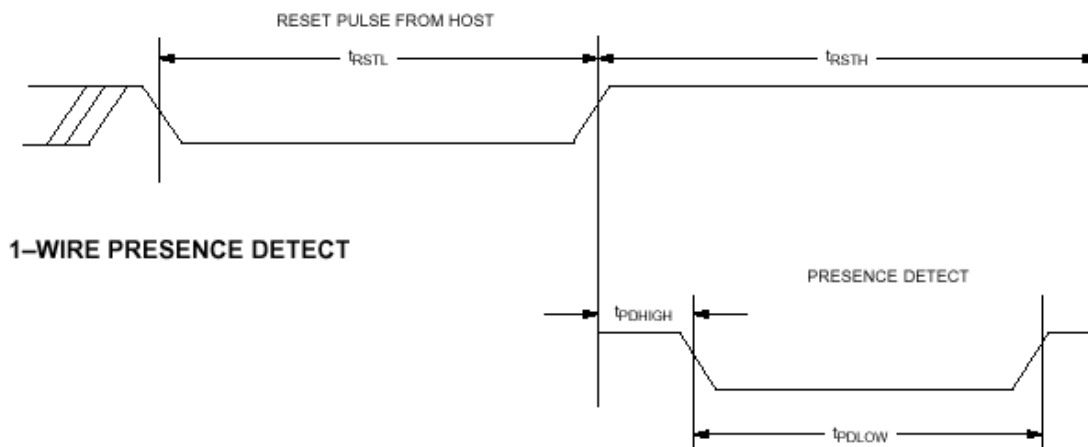 RESET PULSE FROM HOST
tRSTL
tRSTH
1–WIRE PRESENCE DETECT
PRESENCE DETECT
tPDHIGH
tPDLOW